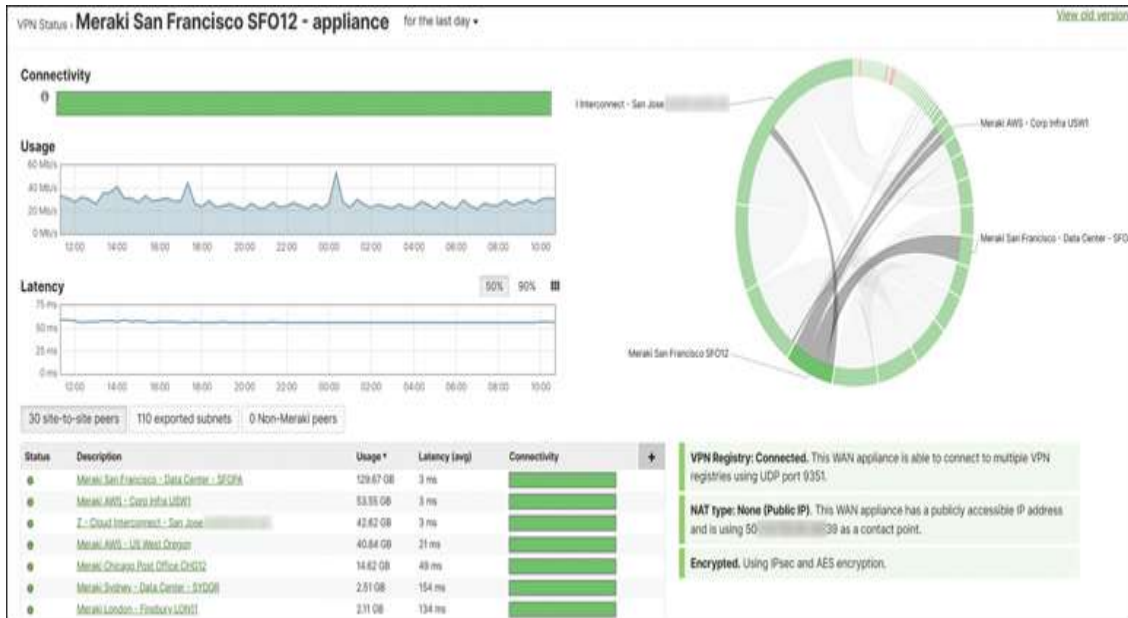 VPN Status › Meraki San Francisco SFO12 - appliance for the last day
View old version
Connectivity
Usage
60 Mb/s
40 Mb/s
20 Mb/s
0 Mb/s
12:00 14:00 16:00 18:00 20:00 22:00 00:00 02:00 04:00 06:00 08:00 10:00
Latency
50% 90%
75 ms
50 ms
25 ms
0 ms
12:00 14:00 16:00 18:00 20:00 22:00 00:00 02:00 04:00 06:00 08:00 10:00
I Interconnect - San Jose
Meraki AWS - Corp Infra USW1
Meraki San Francisco - Data Center - SFO
Meraki San Francisco SFO12
30 site-to-site peers 110 exported subnets 0 Non-Meraki peers
Status Description Usage Latency (avg) Connectivity +
Meraki San Francisco - Data Center - SFOPA 129.67 GB 3 ms
Meraki AWS - Corp Infra USW1 53.55 GB 3 ms
Z - Cloud Interconnect - San Jose 42.62 GB 3 ms
Meraki AWS - US West Oregon 40.84 GB 21 ms
Meraki Chicago Post Office CHG12 14.62 GB 49 ms
Meraki Sydney - Data Center - SYDGR 2.51 GB 154 ms
Meraki London - Finsbury LON11 2.11 GB 134 ms
VPN Registry: Connected. This WAN appliance is able to connect to multiple VPN
registries using UDP port 9351.
NAT type: None (Public IP). This WAN appliance has a publicly accessible IP address
and is using 50 39 as a contact point.
Encrypted. Using IPsec and AES encryption.